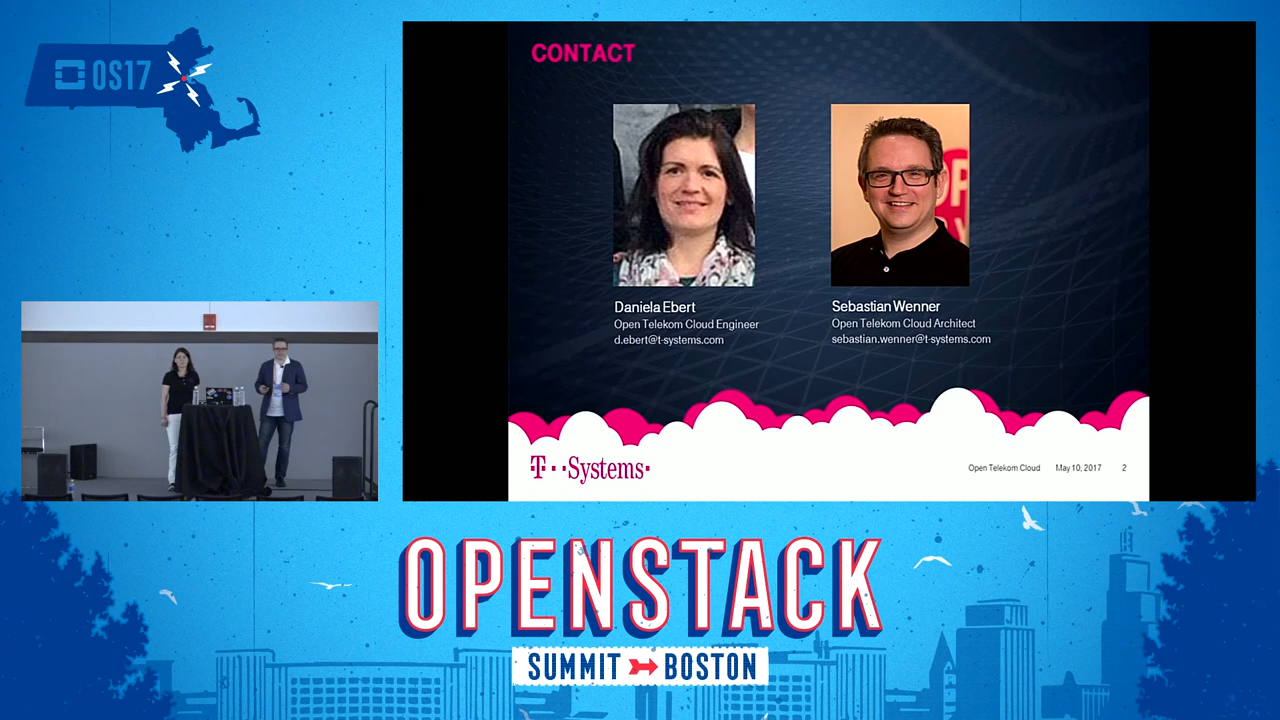 OS17
CONTACT
OP
Daniela Ebert
Open Telekom Cloud Engineer
d.ebert@t-systems.com
Sebastian Wenner
Open Telekom Cloud Architect
sebastian.wenner@t-systems.com
T··Systems·
Open Telekom Cloud May 10, 2017 2
OPENSTACK
SUMMIT BOSTON